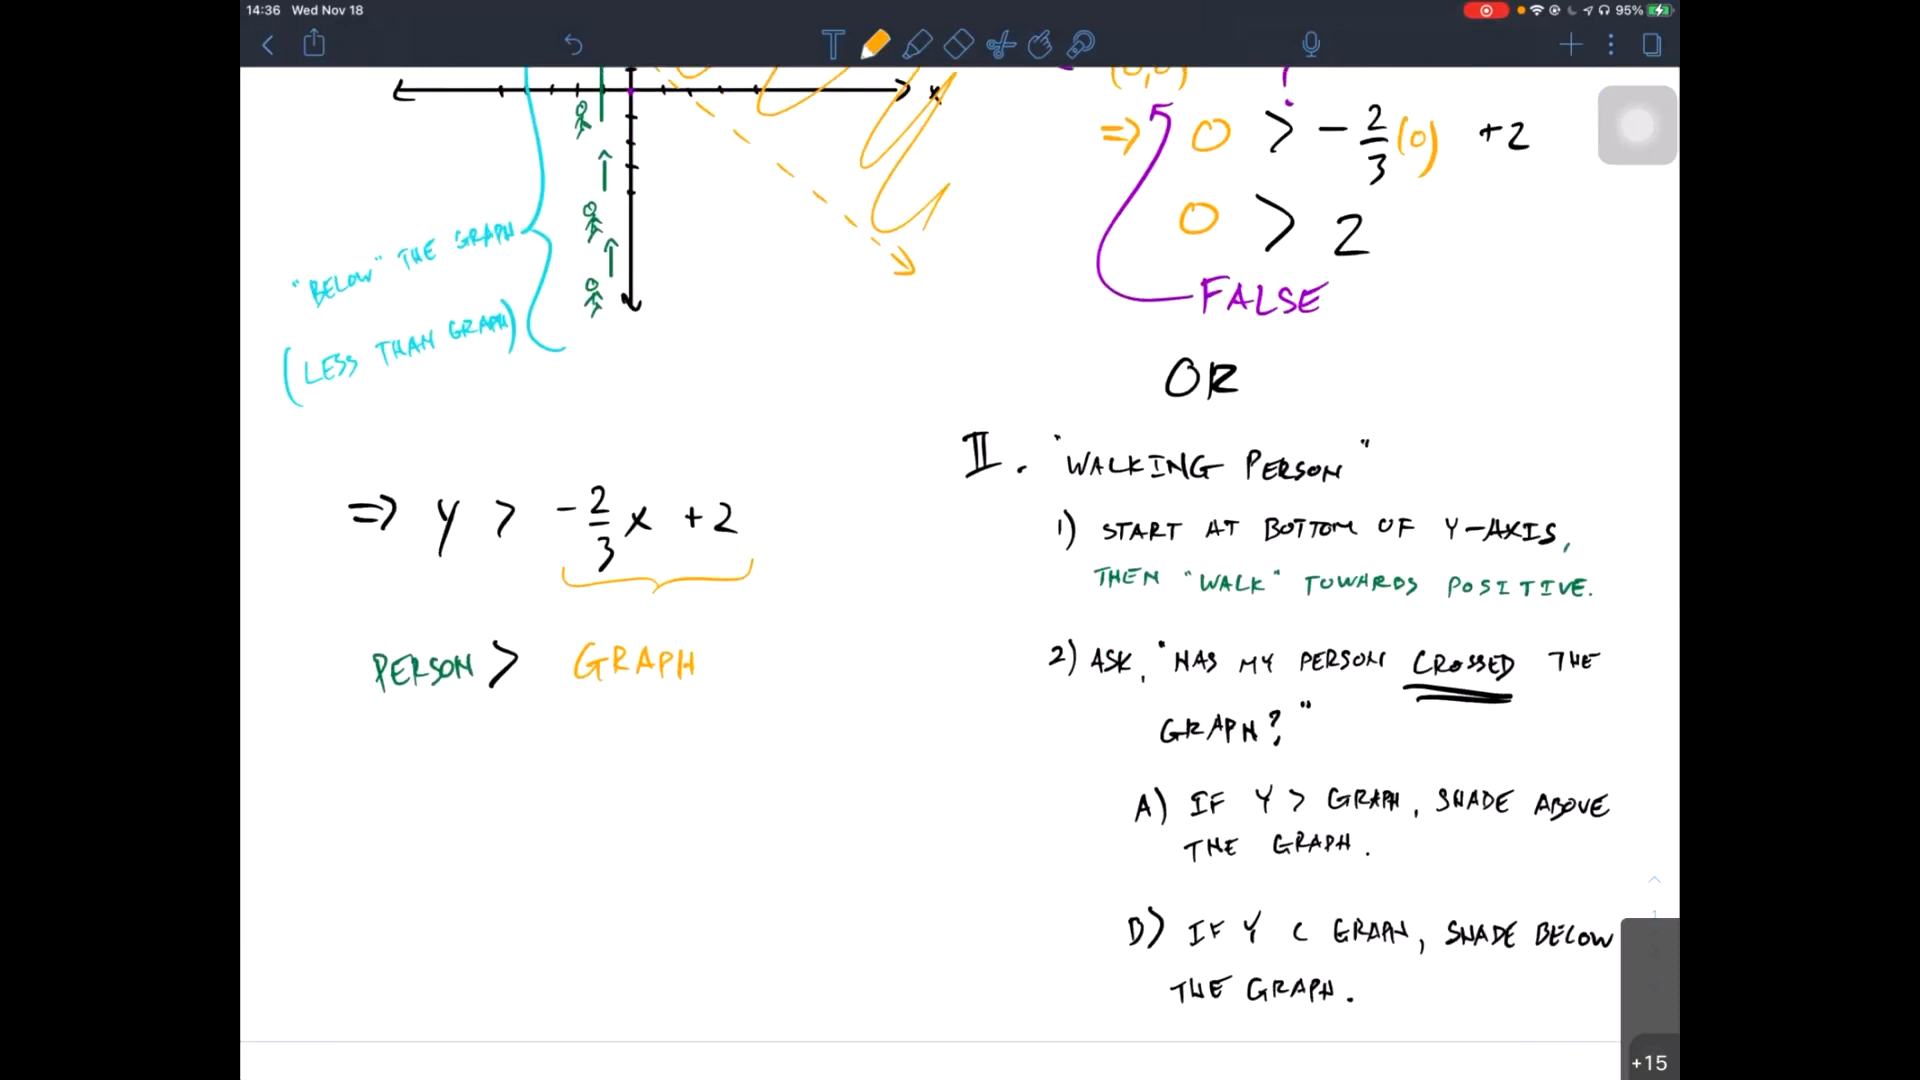 14:36 Wed Nov 18
95%
x
(0,0) ?
=> 0 > - 2/3 (0) +2
0 > 2
FALSE
"BELOW" THE GRAPH
(LESS THAN GRAPH)
OR
II. "WALKING PERSON"
1) START AT BOTTOM OF Y-AXIS,
THEN "WALK" TOWARDS POSITIVE.
=> y > - 2/3 x + 2
PERSON > GRAPH
2) ASK, "HAS MY PERSON CROSSED THE
GRAPH?"
A) IF Y > GRAPH, SHADE ABOVE
THE GRAPH.
B) IF Y < GRAPH, SHADE BELOW
THE GRAPH.
1
+15